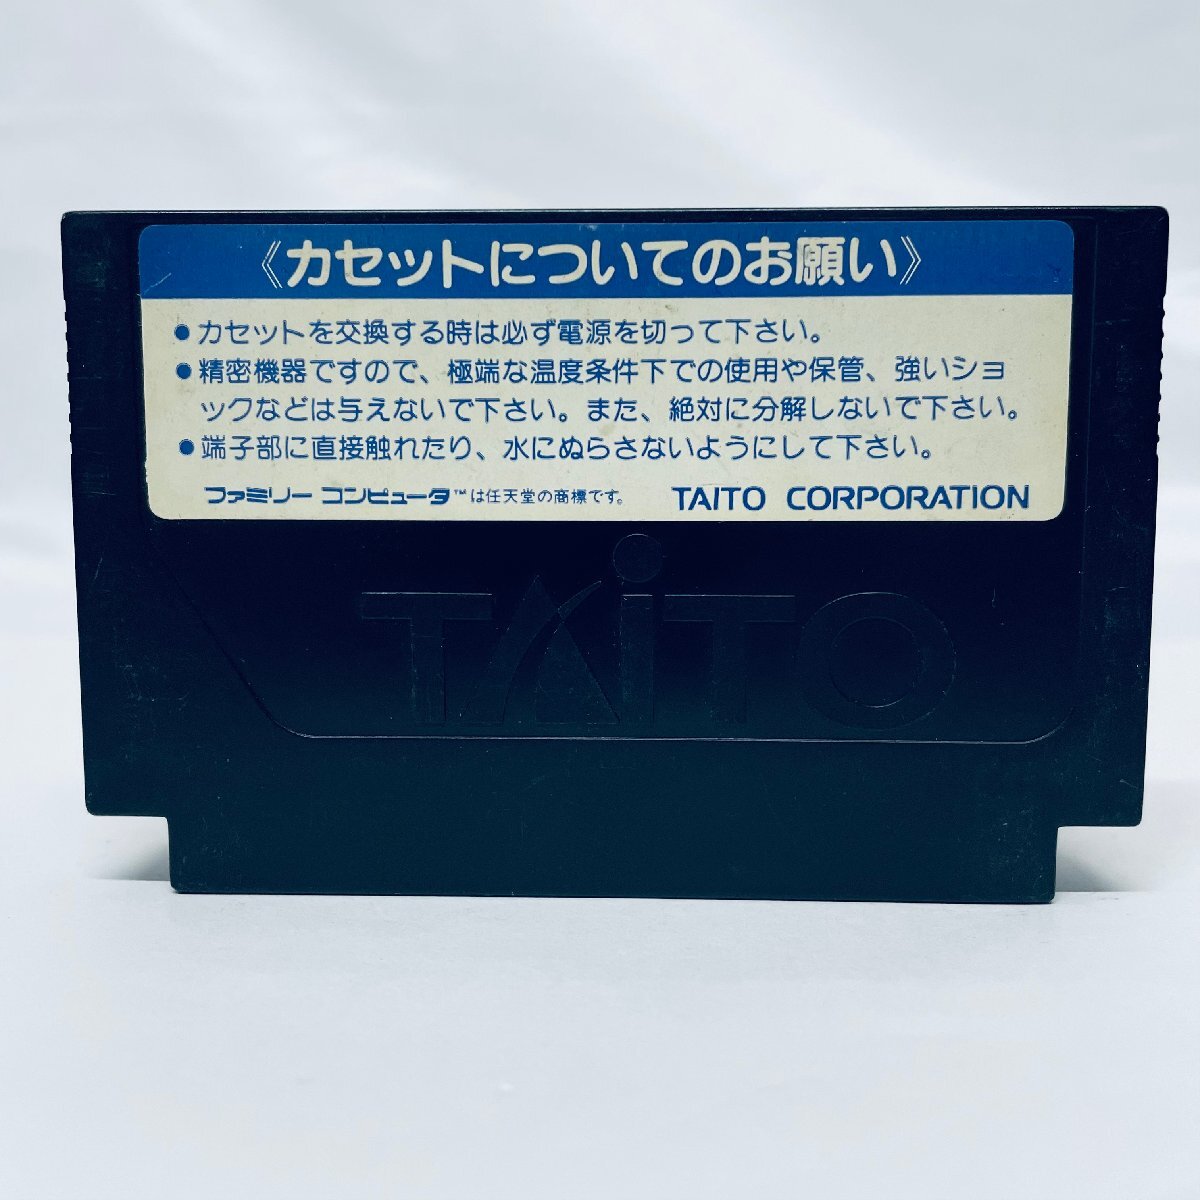 《カセットについてのお願い》
●カセットを交換する時は必ず電源を切って下さい。
●精密機器ですので、極端な温度条件下での使用や保管、強いショ
ックなどは与えないで下さい。また、絶対に分解しないで下さい。
●端子部に直接触れたり、水にぬらさないようにして下さい。
ファミリー コンピュータ™は任天堂の商標です。 TAITO CORPORATION
TAiTO